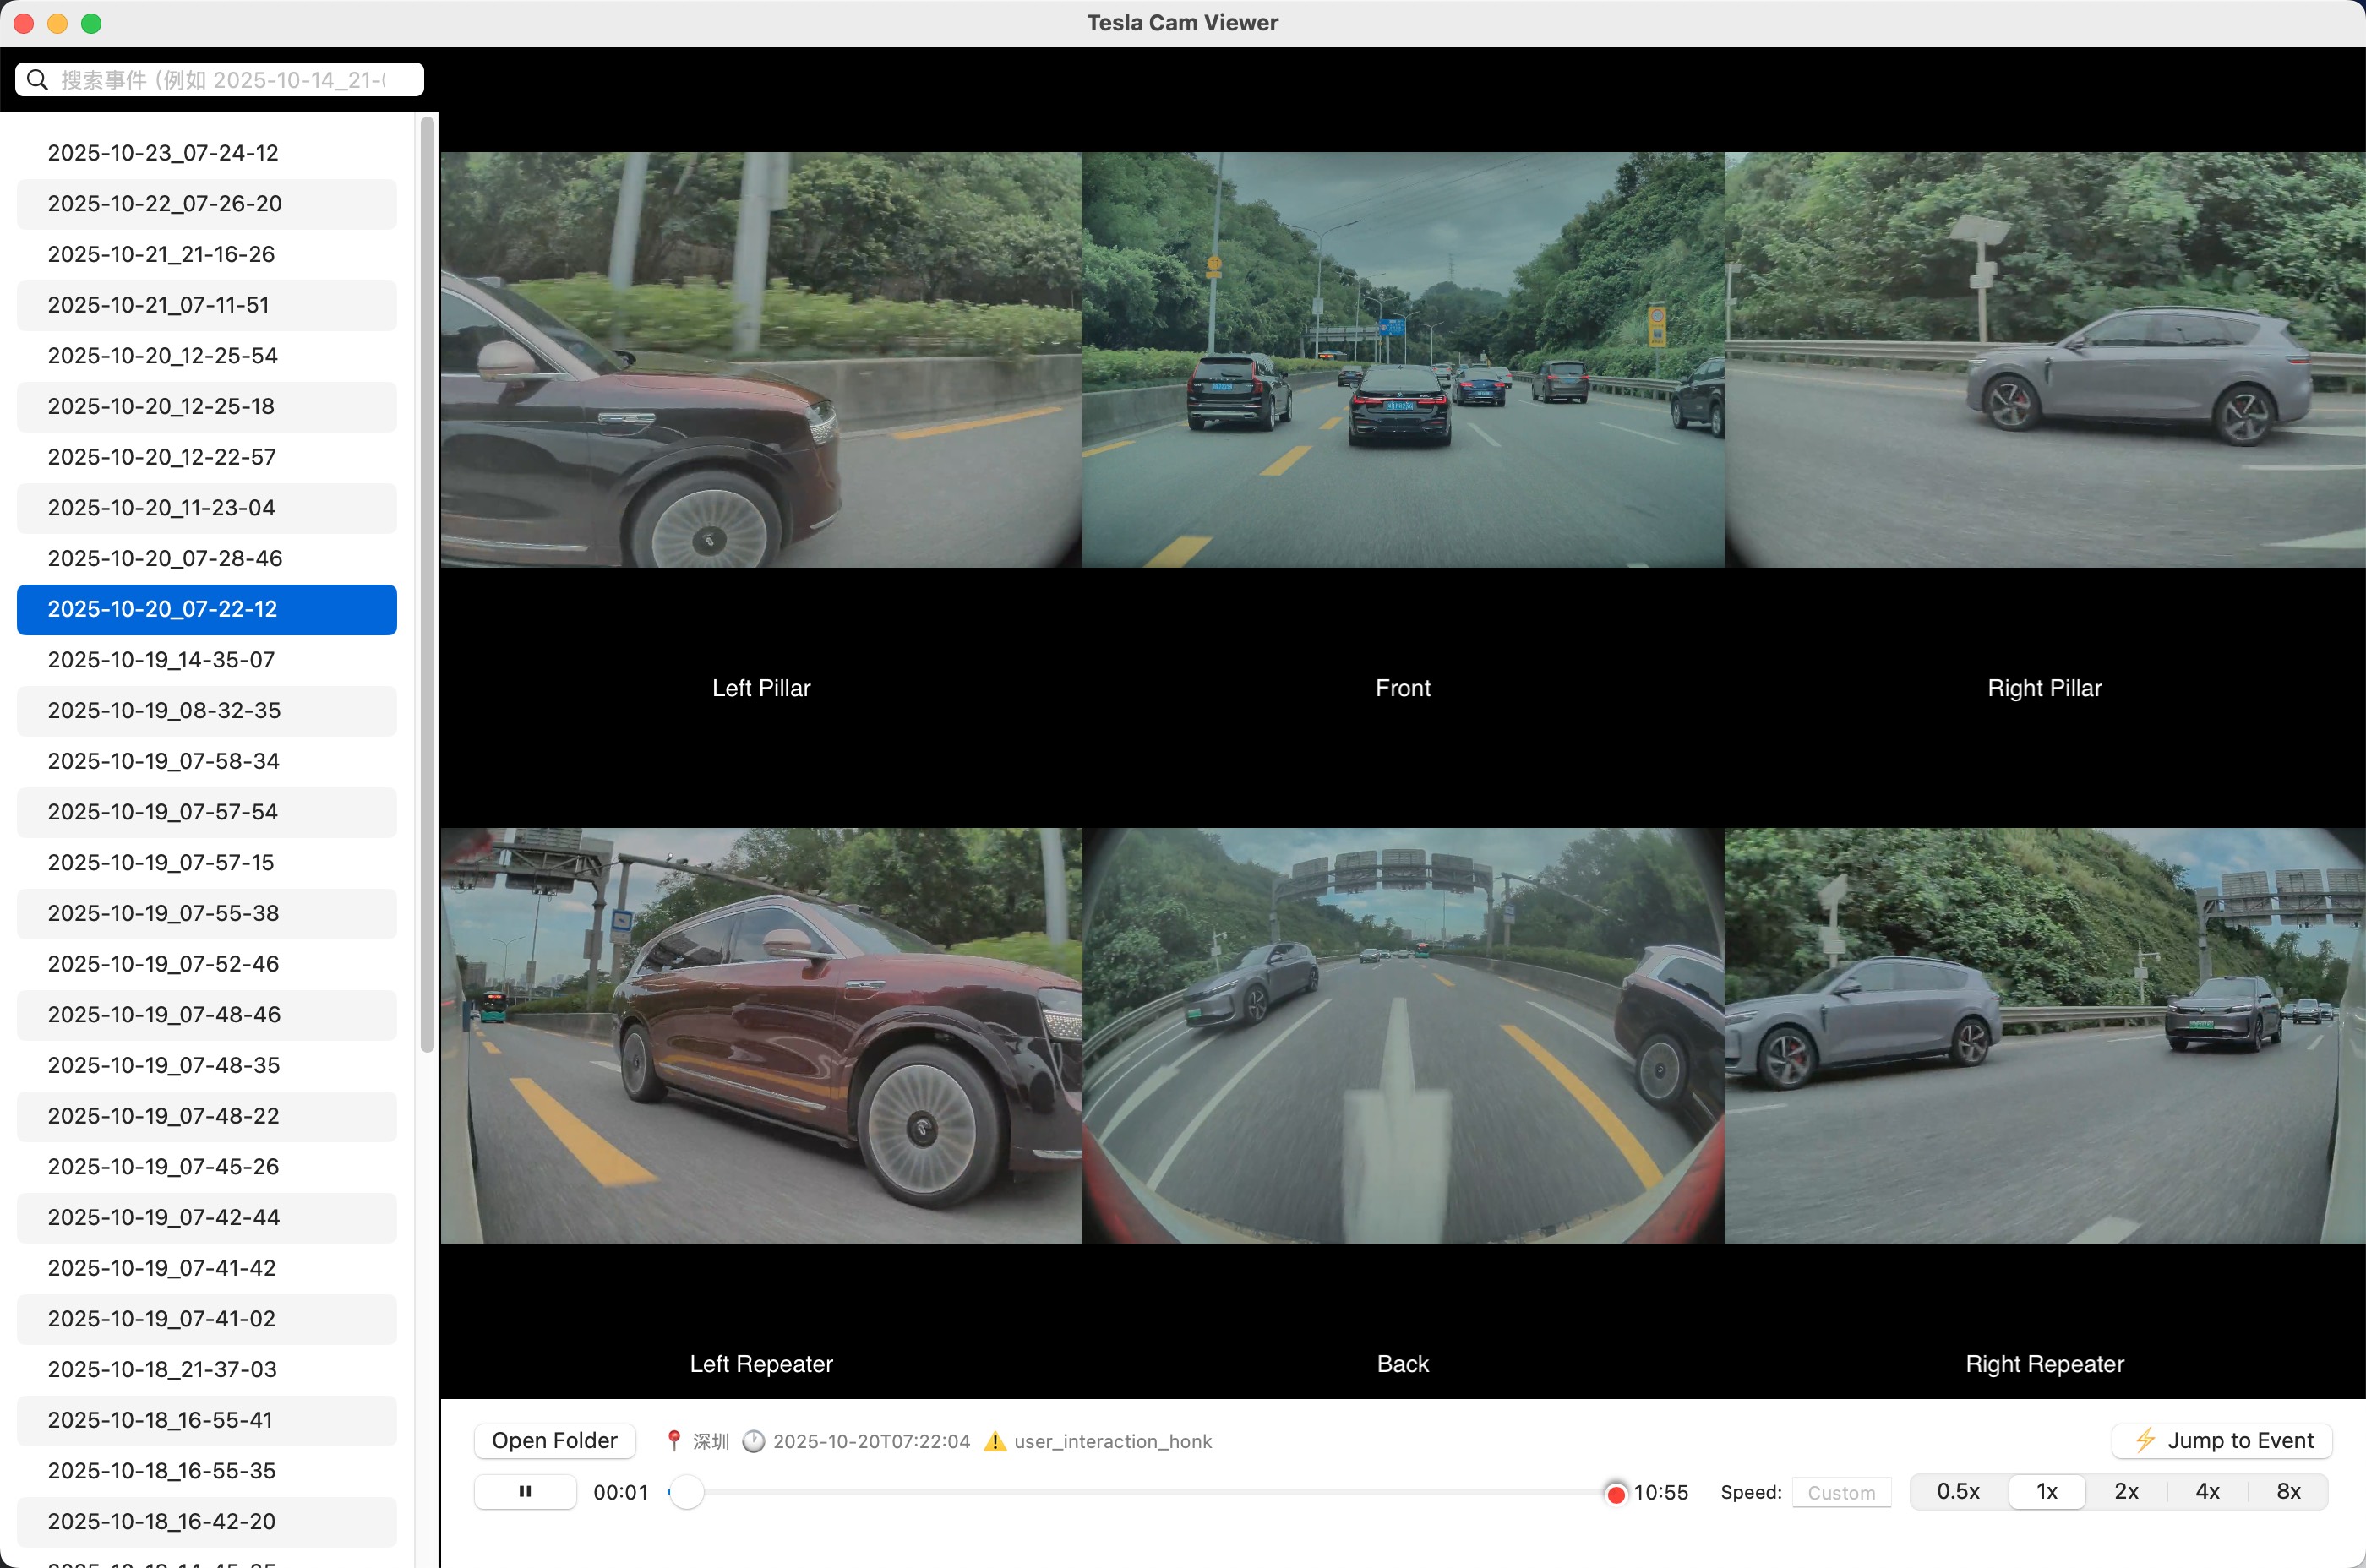 Tesla Cam Viewer
搜索事件 (例如 2025-10-14_21-
2025-10-23_07-24-12
2025-10-22_07-26-20
2025-10-21_21-16-26
2025-10-21_07-11-51
2025-10-20_12-25-54
2025-10-20_12-25-18
2025-10-20_12-22-57
2025-10-20_11-23-04
2025-10-20_07-28-46
2025-10-20_07-22-12
2025-10-19_14-35-07
2025-10-19_08-32-35
2025-10-19_07-58-34
2025-10-19_07-57-54
2025-10-19_07-57-15
2025-10-19_07-55-38
2025-10-19_07-52-46
2025-10-19_07-48-46
2025-10-19_07-48-35
2025-10-19_07-48-22
2025-10-19_07-45-26
2025-10-19_07-42-44
2025-10-19_07-41-42
2025-10-19_07-41-02
2025-10-18_21-37-03
2025-10-18_16-55-41
2025-10-18_16-55-35
2025-10-18_16-42-20
Left Pillar
Front
Right Pillar
Left Repeater
Back
Right Repeater
Open Folder
📍 深圳 🕐 2025-10-20T07:22:04 ⚠️ user_interaction_honk
⚡ Jump to Event
00:01
10:55
Speed:
Custom
0.5x
1x
2x
4x
8x